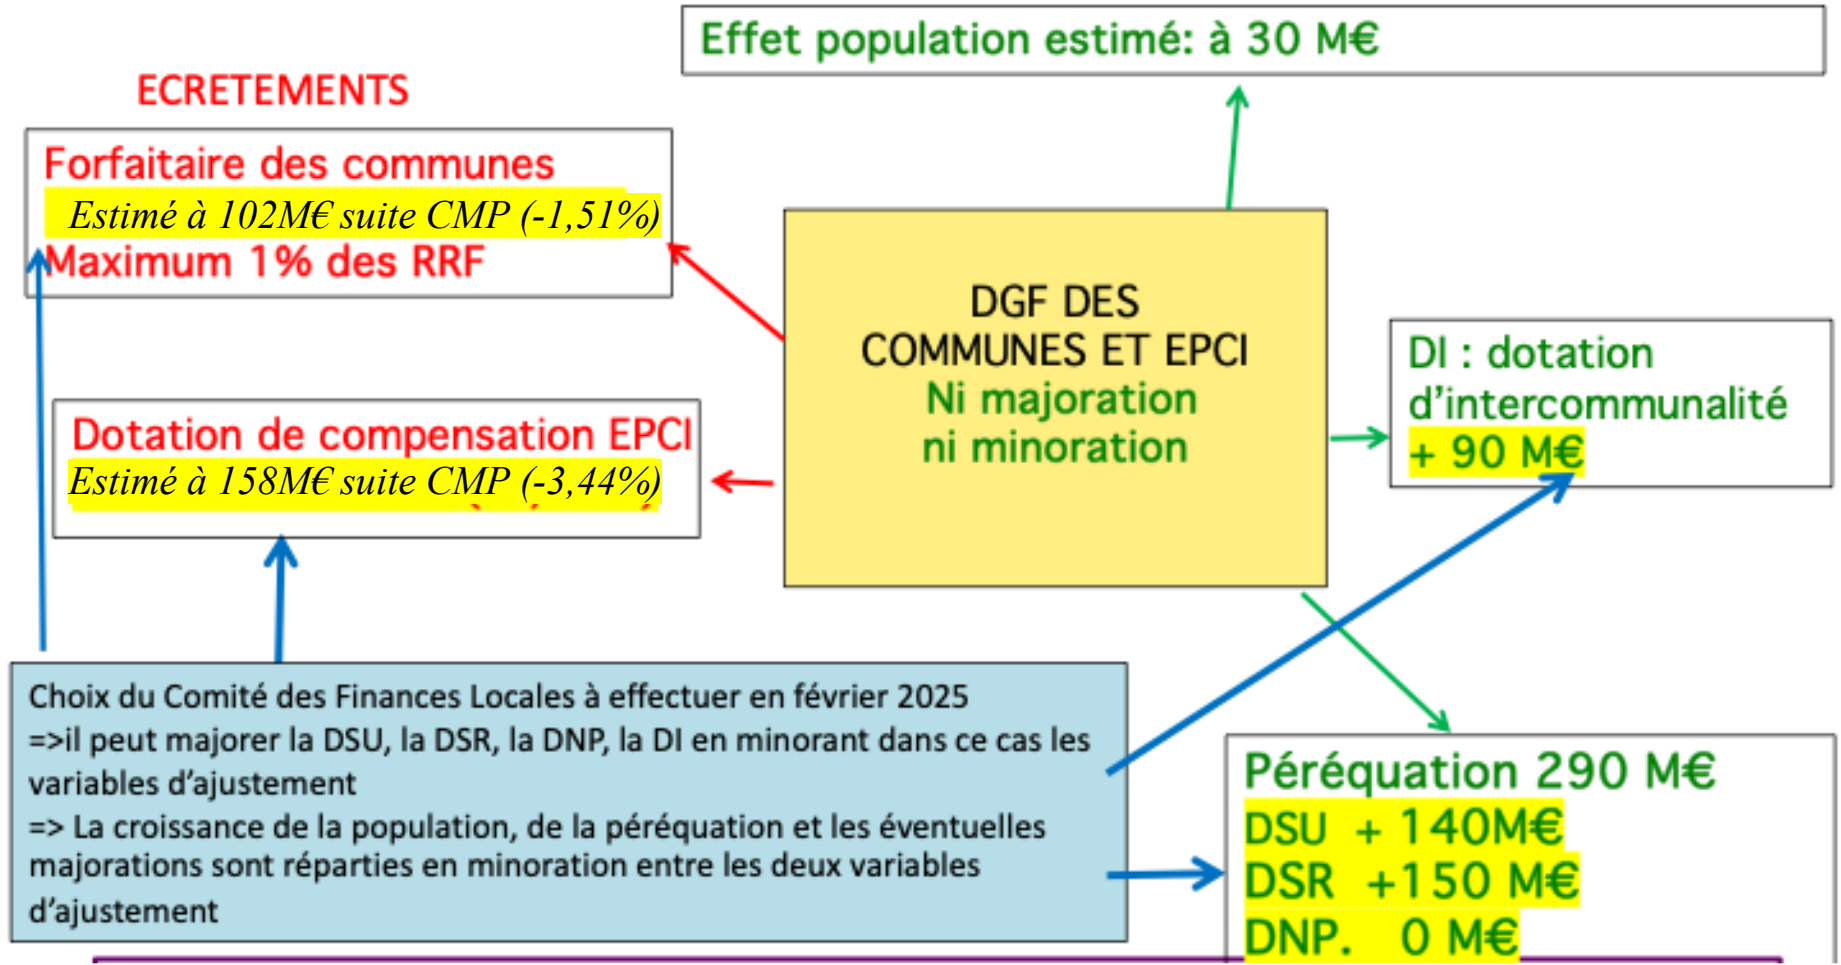 Effet population estimé: à 30 M€
ECRETEMENTS
Forfaitaire des communes
Estimé à 102M€ suite CMP (-1,51%)
Maximum 1% des RRF
DGF DES
COMMUNES ET EPCI
Ni majoration
ni minoration
DI : dotation
d'intercommunalité
+ 90 M€
Dotation de compensation EPCI
Estimé à 158M€ suite CMP (-3,44%)
Choix du Comité des Finances Locales à effectuer en février 2025
=>il peut majorer la DSU, la DSR, la DNP, la DI en minorant dans ce cas les
variables d'ajustement
=> La croissance de la population, de la péréquation et les éventuelles
majorations sont réparties en minoration entre les deux variables
d'ajustement
Péréquation 290 M€
DSU + 140M€
DSR +150 M€
DNP. 0 M€